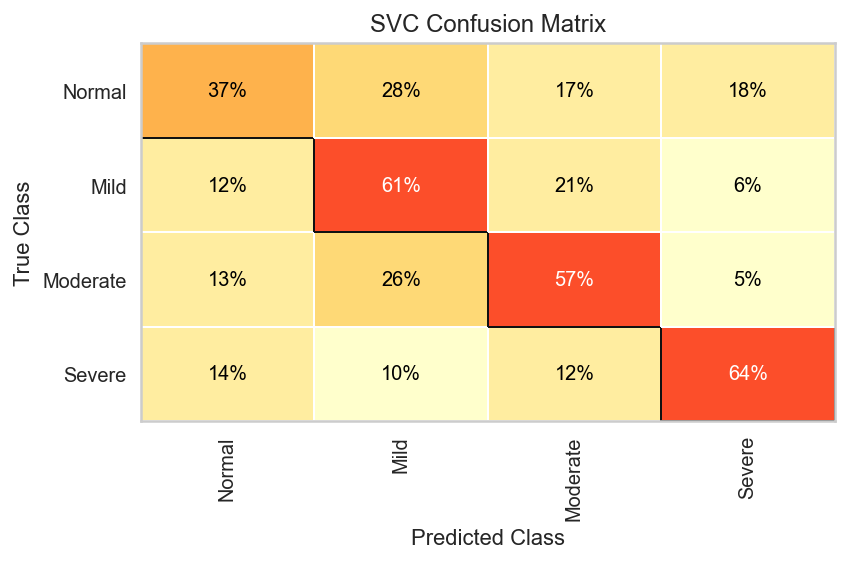 SVC Confusion Matrix
True Class
Normal 37% 28% 17% 18%
Mild 12% 61% 21% 6%
Moderate 13% 26% 57% 5%
Severe 14% 10% 12% 64%
Normal Mild Moderate Severe
Predicted Class